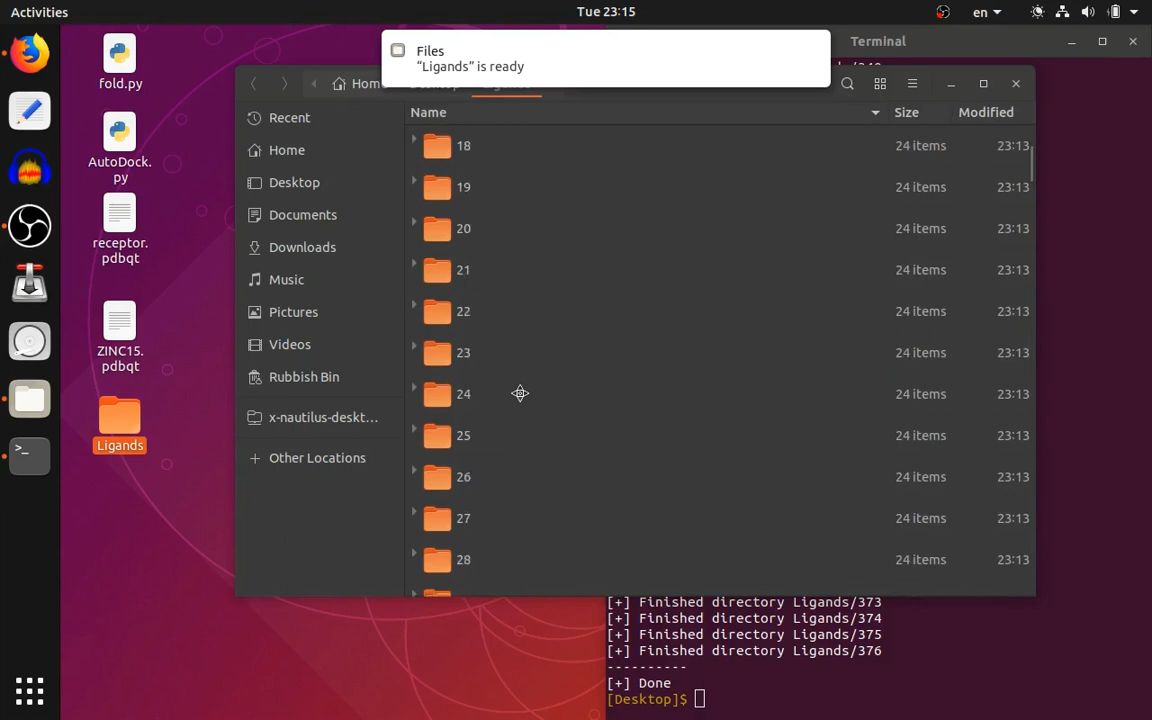 Activities
Tue 23:15
en
fold.py
AutoDock.
py
receptor.
pdbqt
ZINC15.
pdbqt
Ligands
Files
“Ligands” is ready
Terminal
Home
Recent
Home
Desktop
Documents
Downloads
Music
Pictures
Videos
Rubbish Bin
x-nautilus-deskt…
+ Other Locations
Name Size Modified
18 24 items 23:13
19 24 items 23:13
20 24 items 23:13
21 24 items 23:13
22 24 items 23:13
23 24 items 23:13
24 24 items 23:13
25 24 items 23:13
26 24 items 23:13
27 24 items 23:13
28 24 items 23:13
[+] Finished directory Ligands/373
[+] Finished directory Ligands/374
[+] Finished directory Ligands/375
[+] Finished directory Ligands/376
----------
[+] Done
[Desktop]$